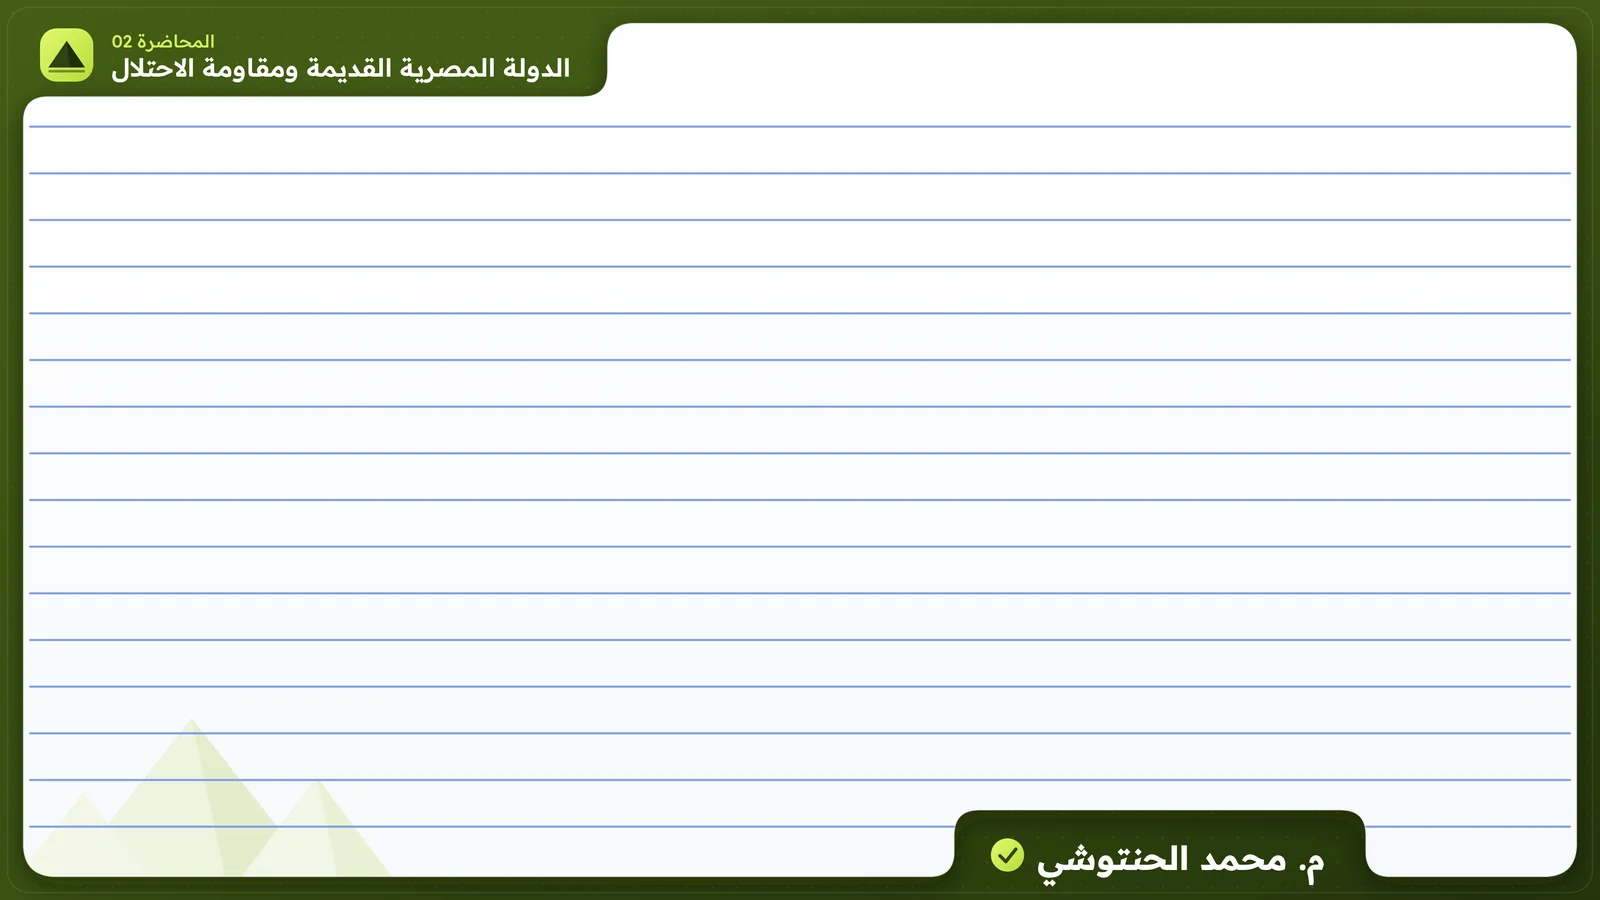 المحاضرة 02
الدولة المصرية القديمة ومقاومة الاحتلال
م. محمد الحنتوشي